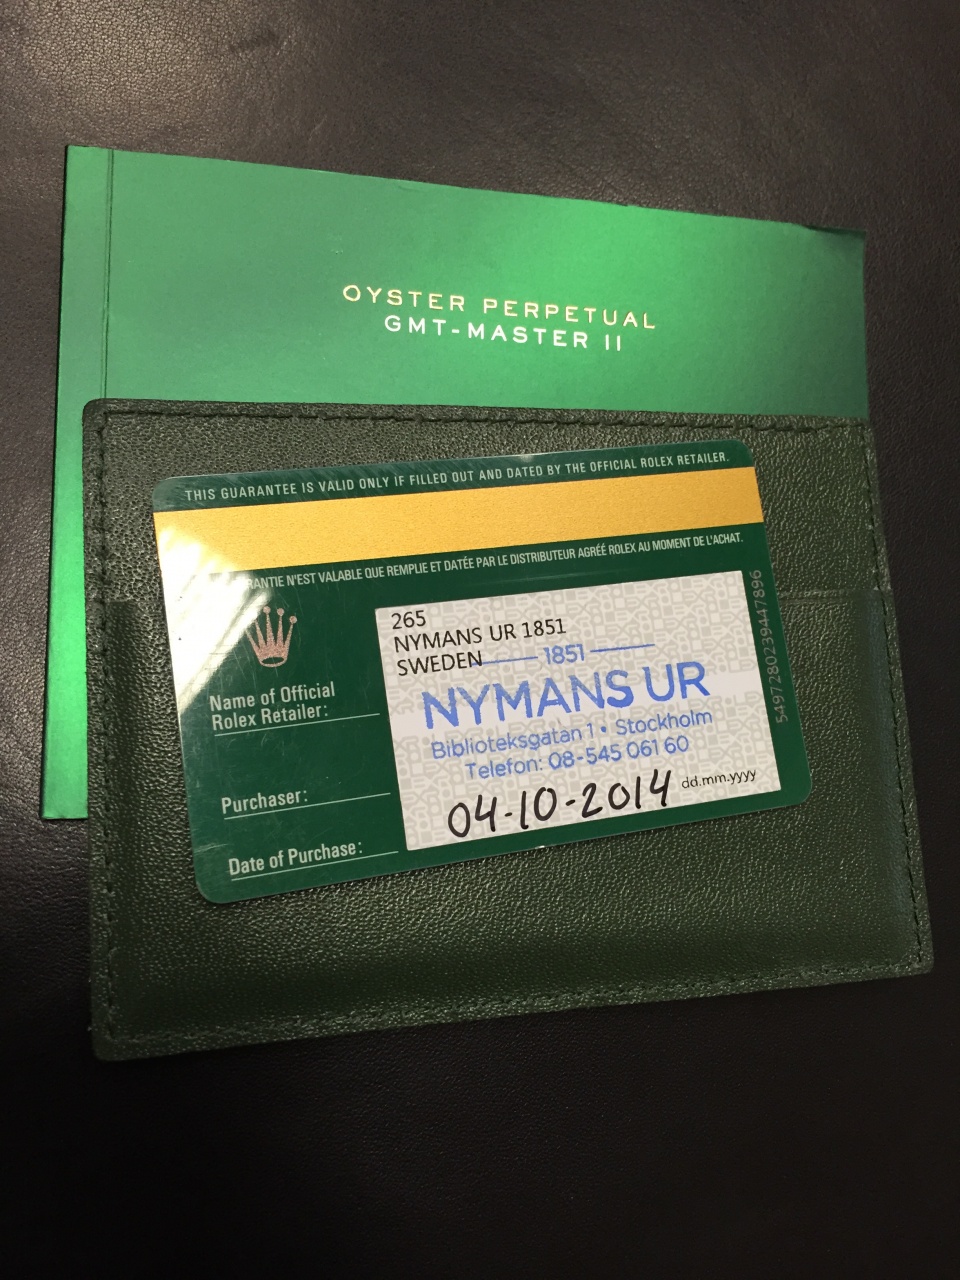 OYSTER PERPETUAL
GMT-MASTER II
THIS GUARANTEE IS VALID ONLY IF FILLED OUT AND DATED BY THE OFFICIAL ROLEX RETAILER.
RANTIE N'EST VALABLE QUE REMPLIE ET DATÉE PAR LE DISTRIBUTEUR AGRÉÉ ROLEX AU MOMENT DE L'ACHAT.
265
NYMANS UR 1851
SWEDEN
1851
NYMANS UR
Biblioteksgatan 1 • Stockholm
Telefon: 08-545 061 60
04-10-2014 dd.mm.yyyy
Name of Official
Rolex Retailer:
Purchaser:
Date of Purchase:
5497280239447896